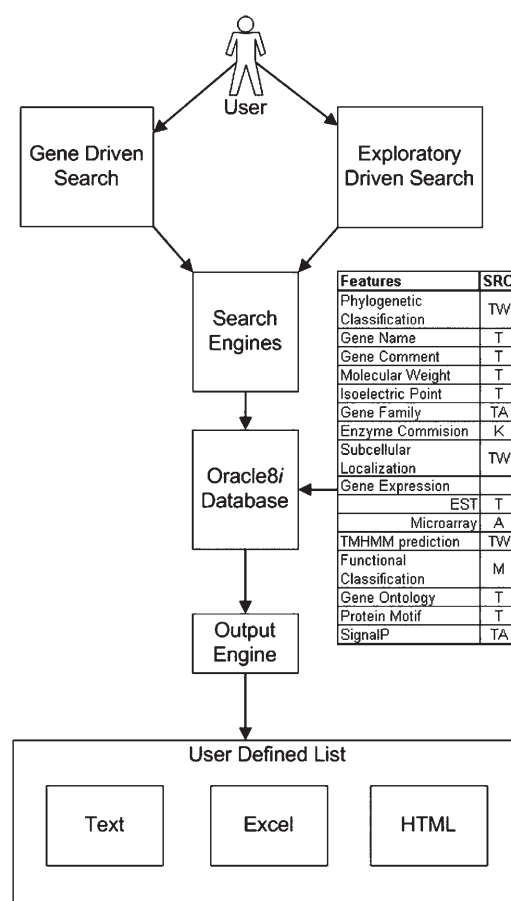 User
Gene Driven
Search
Exploratory
Driven Search
Search
Engines
Features SRC
Phylogenetic
Classification TW
Gene Name T
Gene Comment T
Molecular Weight T
Isoelectric Point T
Gene Family TA
Enzyme Commision K
Subcellular
Localization TW
Gene Expression
EST T
Microarray A
TMHMM prediction TW
Functional
Classification M
Gene Ontology T
Protein Motif T
SignalP TA
Oracle8i
Database
Output
Engine
User Defined List
Text Excel HTML